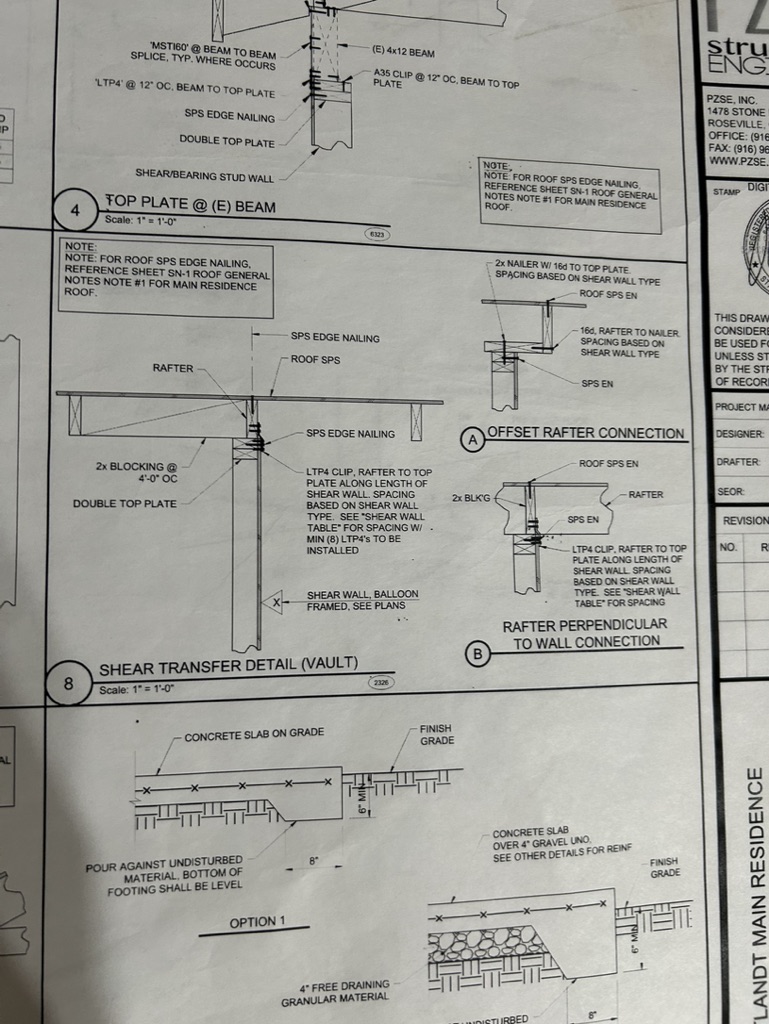 'MSTI60' @ BEAM TO BEAM
SPLICE, TYP. WHERE OCCURS
(E) 4x12 BEAM
'LTP4' @ 12" OC, BEAM TO TOP PLATE
A35 CLIP @ 12" OC, BEAM TO TOP
PLATE
SPS EDGE NAILING
DOUBLE TOP PLATE
SHEAR/BEARING STUD WALL
NOTE:
NOTE: FOR ROOF SPS EDGE NAILING,
REFERENCE SHEET SN-1 ROOF GENERAL
NOTES NOTE #1 FOR MAIN RESIDENCE
ROOF.
4
TOP PLATE @ (E) BEAM
Scale: 1" = 1'-0"
6323
NOTE:
NOTE: FOR ROOF SPS EDGE NAILING,
REFERENCE SHEET SN-1 ROOF GENERAL
NOTES NOTE #1 FOR MAIN RESIDENCE
ROOF.
SPS EDGE NAILING
ROOF SPS
RAFTER
SPS EDGE NAILING
2x BLOCKING @
4'-0" OC
DOUBLE TOP PLATE
LTP4 CLIP, RAFTER TO TOP
PLATE ALONG LENGTH OF
SHEAR WALL. SPACING
BASED ON SHEAR WALL
TYPE. SEE "SHEAR WALL
TABLE" FOR SPACING W/
MIN (8) LTP4's TO BE
INSTALLED
X
SHEAR WALL, BALLOON
FRAMED, SEE PLANS
8
SHEAR TRANSFER DETAIL (VAULT)
Scale: 1" = 1'-0"
2326
2x NAILER W/ 16d TO TOP PLATE.
SPACING BASED ON SHEAR WALL TYPE
ROOF SPS EN
16d, RAFTER TO NAILER.
SPACING BASED ON
SHEAR WALL TYPE
SPS EN
A
OFFSET RAFTER CONNECTION
ROOF SPS EN
2x BLK'G
RAFTER
SPS EN
LTP4 CLIP, RAFTER TO TOP
PLATE ALONG LENGTH OF
SHEAR WALL. SPACING
BASED ON SHEAR WALL
TYPE. SEE "SHEAR WALL
TABLE" FOR SPACING
B
RAFTER PERPENDICULAR
TO WALL CONNECTION
CONCRETE SLAB ON GRADE
FINISH
GRADE
6" MIN
POUR AGAINST UNDISTURBED
MATERIAL, BOTTOM OF
FOOTING SHALL BE LEVEL
8"
OPTION 1
CONCRETE SLAB
OVER 4" GRAVEL UNO,
SEE OTHER DETAILS FOR REINF
FINISH
GRADE
6" MIN
4" FREE DRAINING
GRANULAR MATERIAL
UNDISTURBED
8"
stru
ENG
PZSE, INC.
1478 STONE
ROSEVILLE,
OFFICE: (916
FAX: (916) 96
WWW.PZSE.
STAMP
DIGI
THIS DRAW
CONSIDERE
BE USED FO
UNLESS ST
BY THE STR
OF RECOR
PROJECT MA
DESIGNER:
DRAFTER:
SEOR:
REVISION
NO.
TLANDT MAIN RESIDENCE